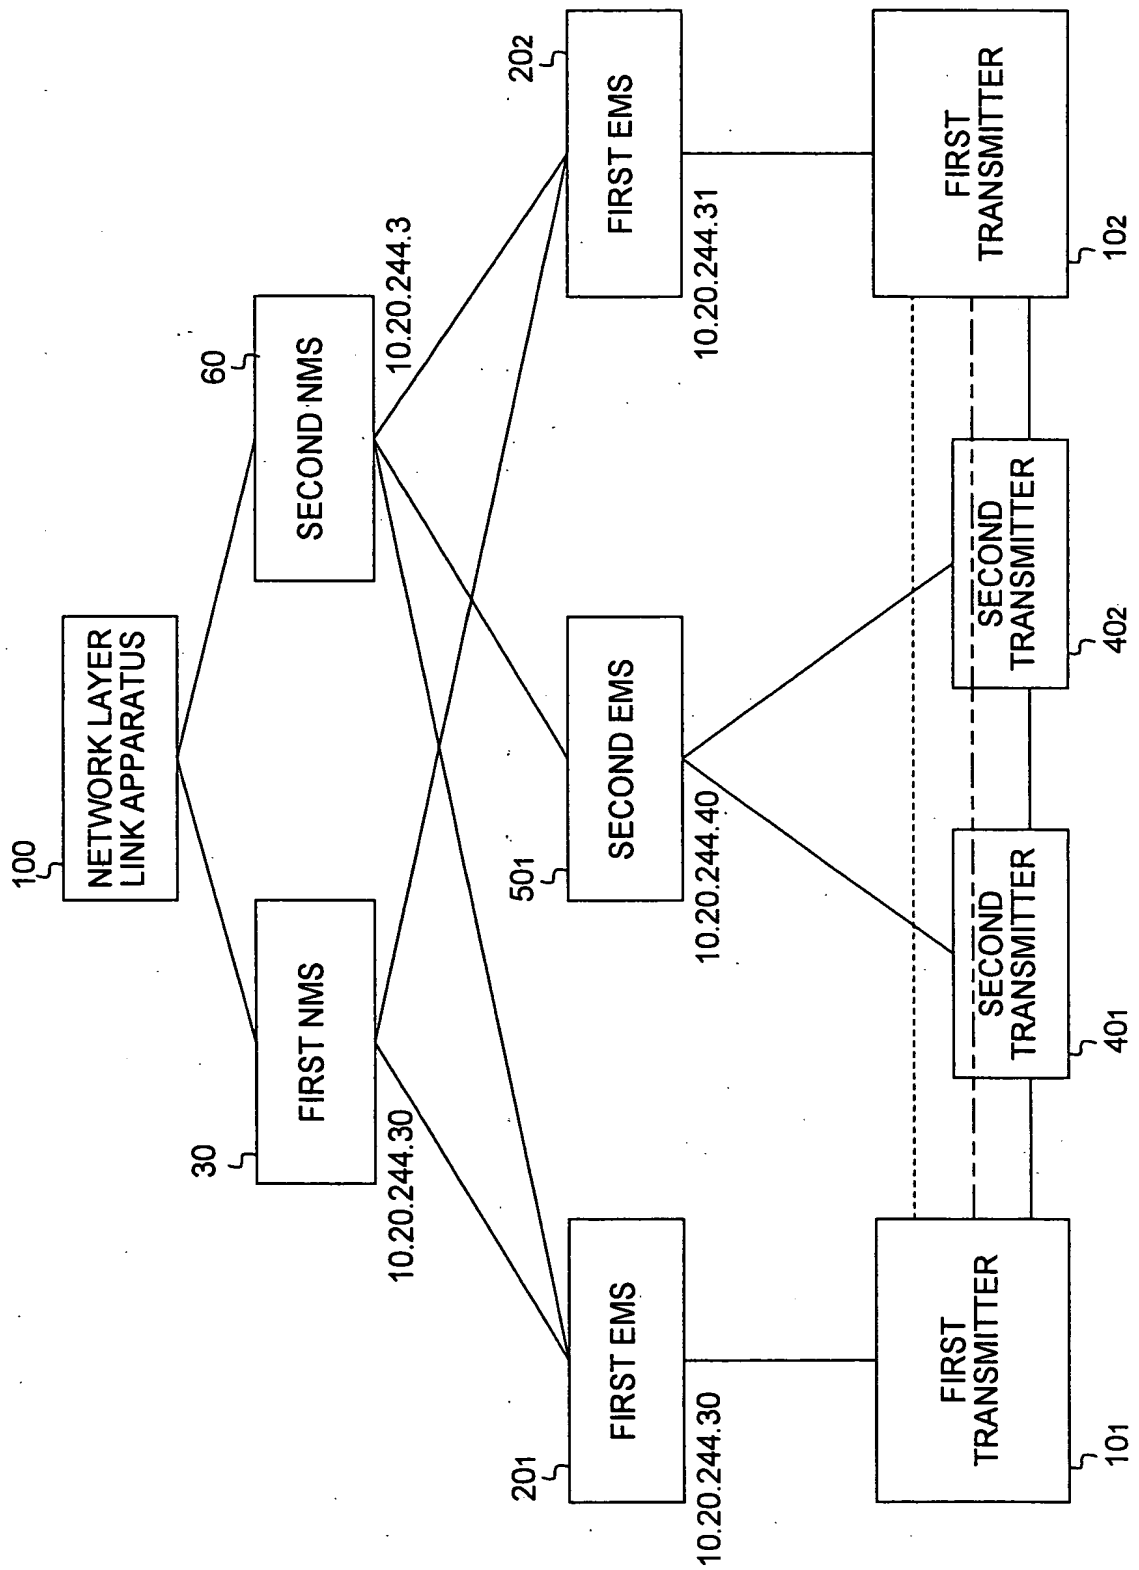 100
NETWORK LAYER
LINK APPARATUS
30
FIRST NMS
10.20.244.30
60
SECOND NMS
10.20.244.3
201
FIRST EMS
10.20.244.30
501
SECOND EMS
10.20.244.40
202
FIRST EMS
10.20.244.31
FIRST
TRANSMITTER
101
SECOND
TRANSMITTER
401
SECOND
TRANSMITTER
402
FIRST
TRANSMITTER
102